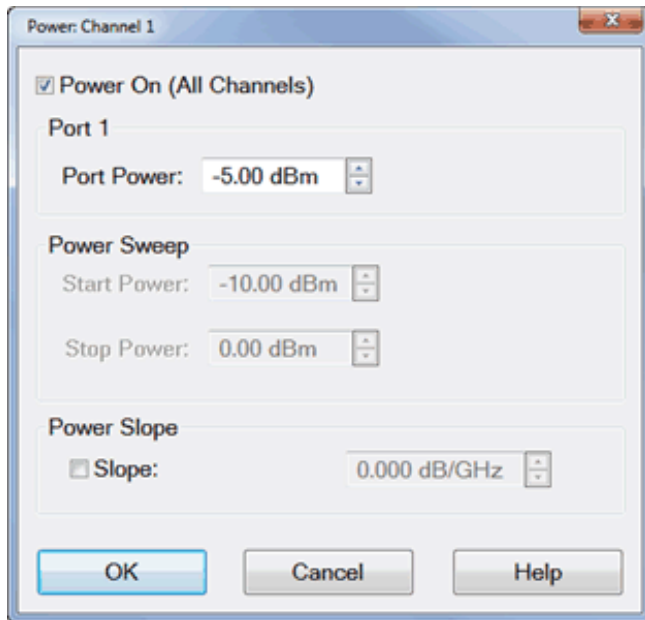 Power: Channel 1
Power On (All Channels)
Port 1
Port Power: -5.00 dBm
Power Sweep
Start Power: -10.00 dBm
Stop Power: 0.00 dBm
Power Slope
Slope: 0.000 dB/GHz
OK Cancel Help